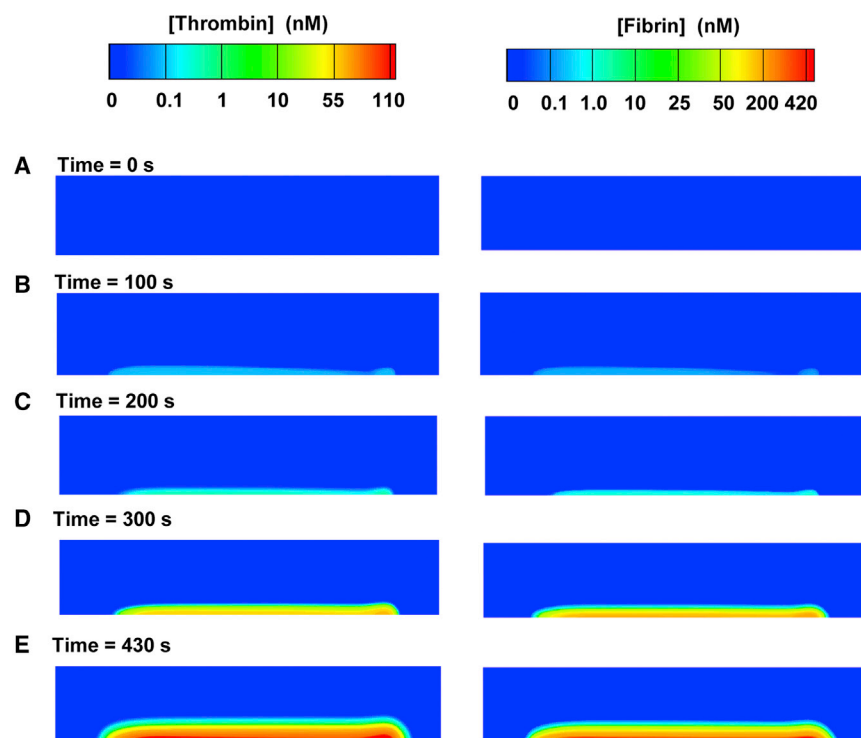 [Thrombin] (nM)
0 0.1 1 10 55 110
[Fibrin] (nM)
0 0.1 1.0 10 25 50 200 420
A Time = 0 s
B Time = 100 s
C Time = 200 s
D Time = 300 s
E Time = 430 s